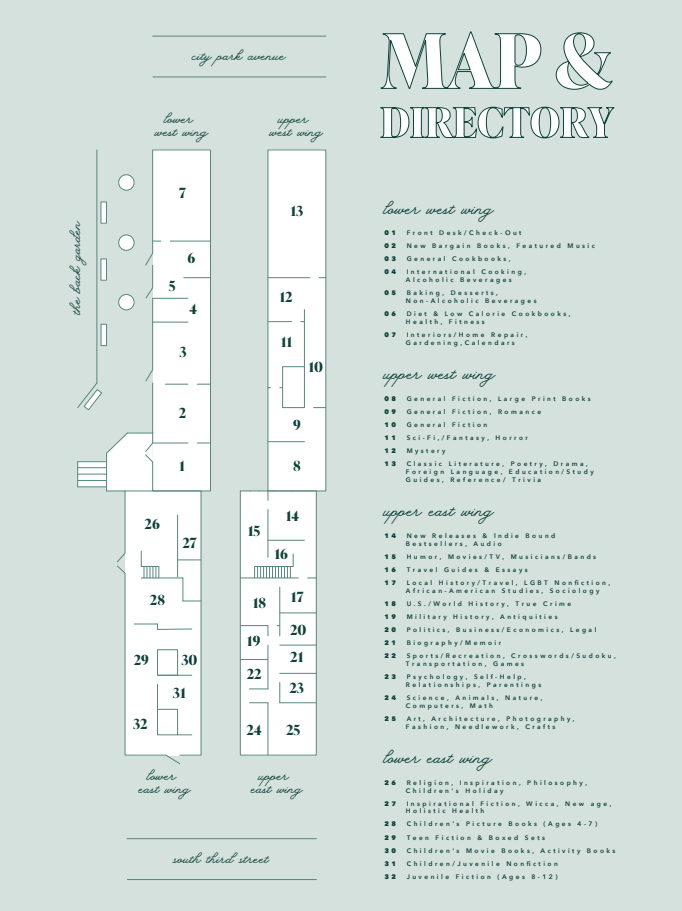 MAP &
DIRECTORY
city park avenue
lower
west wing
upper
west wing
the back garden
7
6
5
4
3
2
1
13
12
11
10
9
8
26
27
28
29
30
31
32
14
15
16
17
18
19
20
21
22
23
24
25
lower
east wing
upper
east wing
south third street
lower west wing
01 Front Desk/Check-Out
02 New Bargain Books, Featured Music
03 General Cookbooks,
04 International Cooking,
Alcoholic Beverages
05 Baking, Desserts,
Non-Alcoholic Beverages
06 Diet & Low Calorie Cookbooks,
Health, Fitness
07 Interiors/Home Repair,
Gardening,Calendars
upper west wing
08 General Fiction, Large Print Books
09 General Fiction, Romance
10 General Fiction
11 Sci-Fi,/Fantasy, Horror
12 Mystery
13 Classic Literature, Poetry, Drama,
Foreign Language, Education/Study
Guides, Reference/ Trivia
upper east wing
14 New Releases & Indie Bound
Bestsellers, Audio
15 Humor, Movies/TV, Musicians/Bands
16 Travel Guides & Essays
17 Local History/Travel, LGBT Nonfiction,
African-American Studies, Sociology
18 U.S./World History, True Crime
19 Military History, Antiquities
20 Politics, Business/Economics, Legal
21 Biography/Memoir
22 Sports/Recreation, Crosswords/Sudoku,
Transportation, Games
23 Psychology, Self-Help,
Relationships, Parentings
24 Science, Animals, Nature,
Computers, Math
25 Art, Architecture, Photography,
Fashion, Needlework, Crafts
lower east wing
26 Religion, Inspiration, Philosophy,
Children's Holiday
27 Inspirational Fiction, Wicca, New age,
Holistic Health
28 Children's Picture Books (Ages 4-7)
29 Teen Fiction & Boxed Sets
30 Children's Movie Books, Activity Books
31 Children/Juvenile Nonfiction
32 Juvenile Fiction (Ages 8-12)